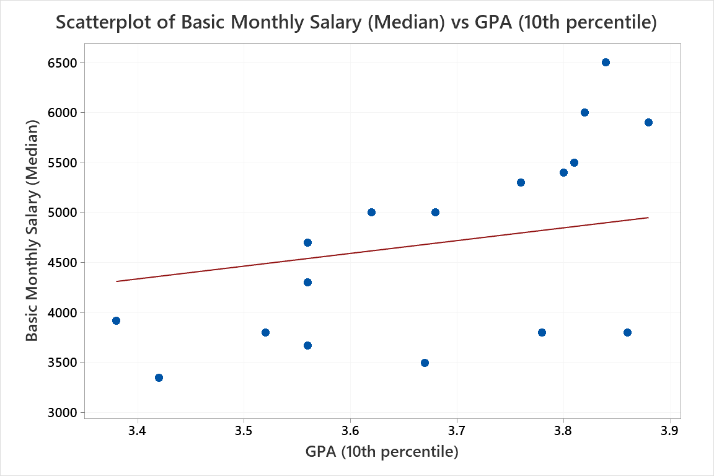 Scatterplot of Basic Monthly Salary (Median) vs GPA (10th percentile)
Basic Monthly Salary (Median)
6500
6000
5500
5000
4500
4000
3500
3000
3.4 3.5 3.6 3.7 3.8 3.9
GPA (10th percentile)